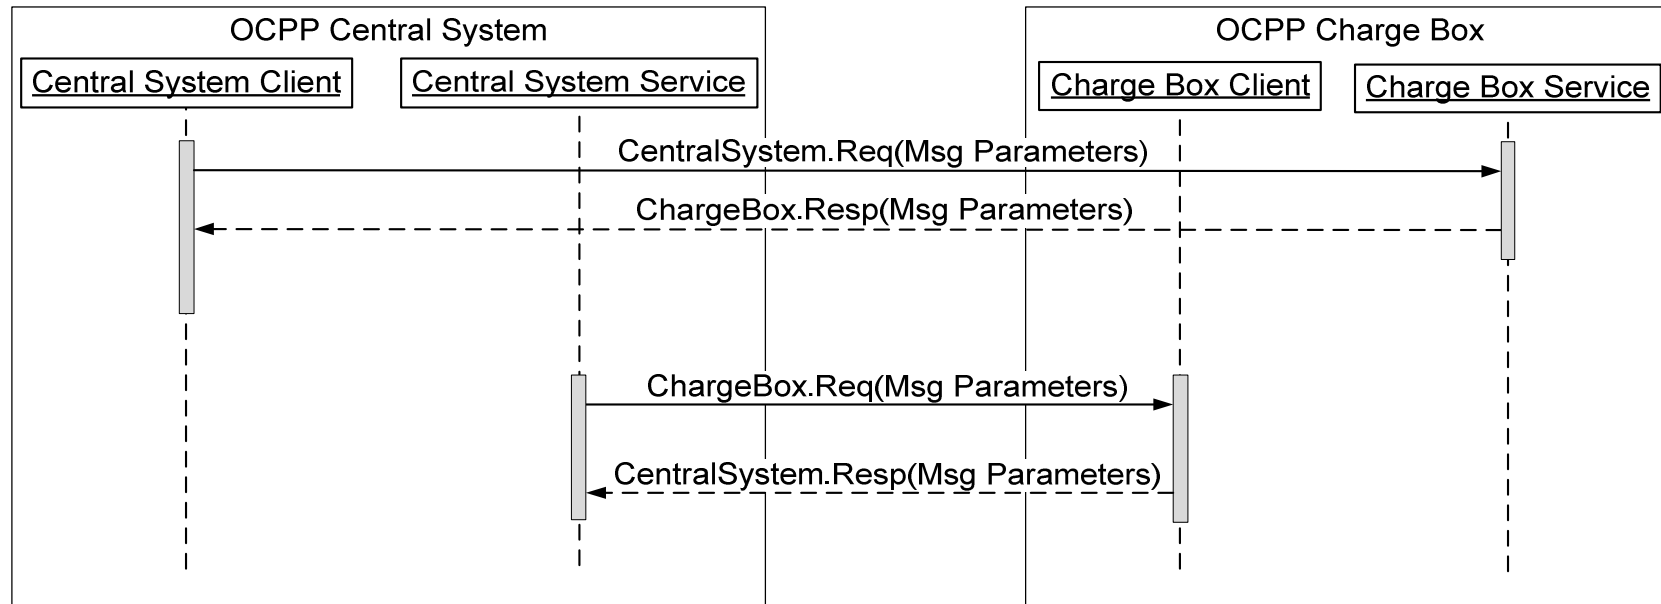 OCPP Central System
OCPP Charge Box
Central System Client
Central System Service
Charge Box Client
Charge Box Service
CentralSystem.Req(Msg Parameters)
ChargeBox.Resp(Msg Parameters)
ChargeBox.Req(Msg Parameters)
CentralSystem.Resp(Msg Parameters)